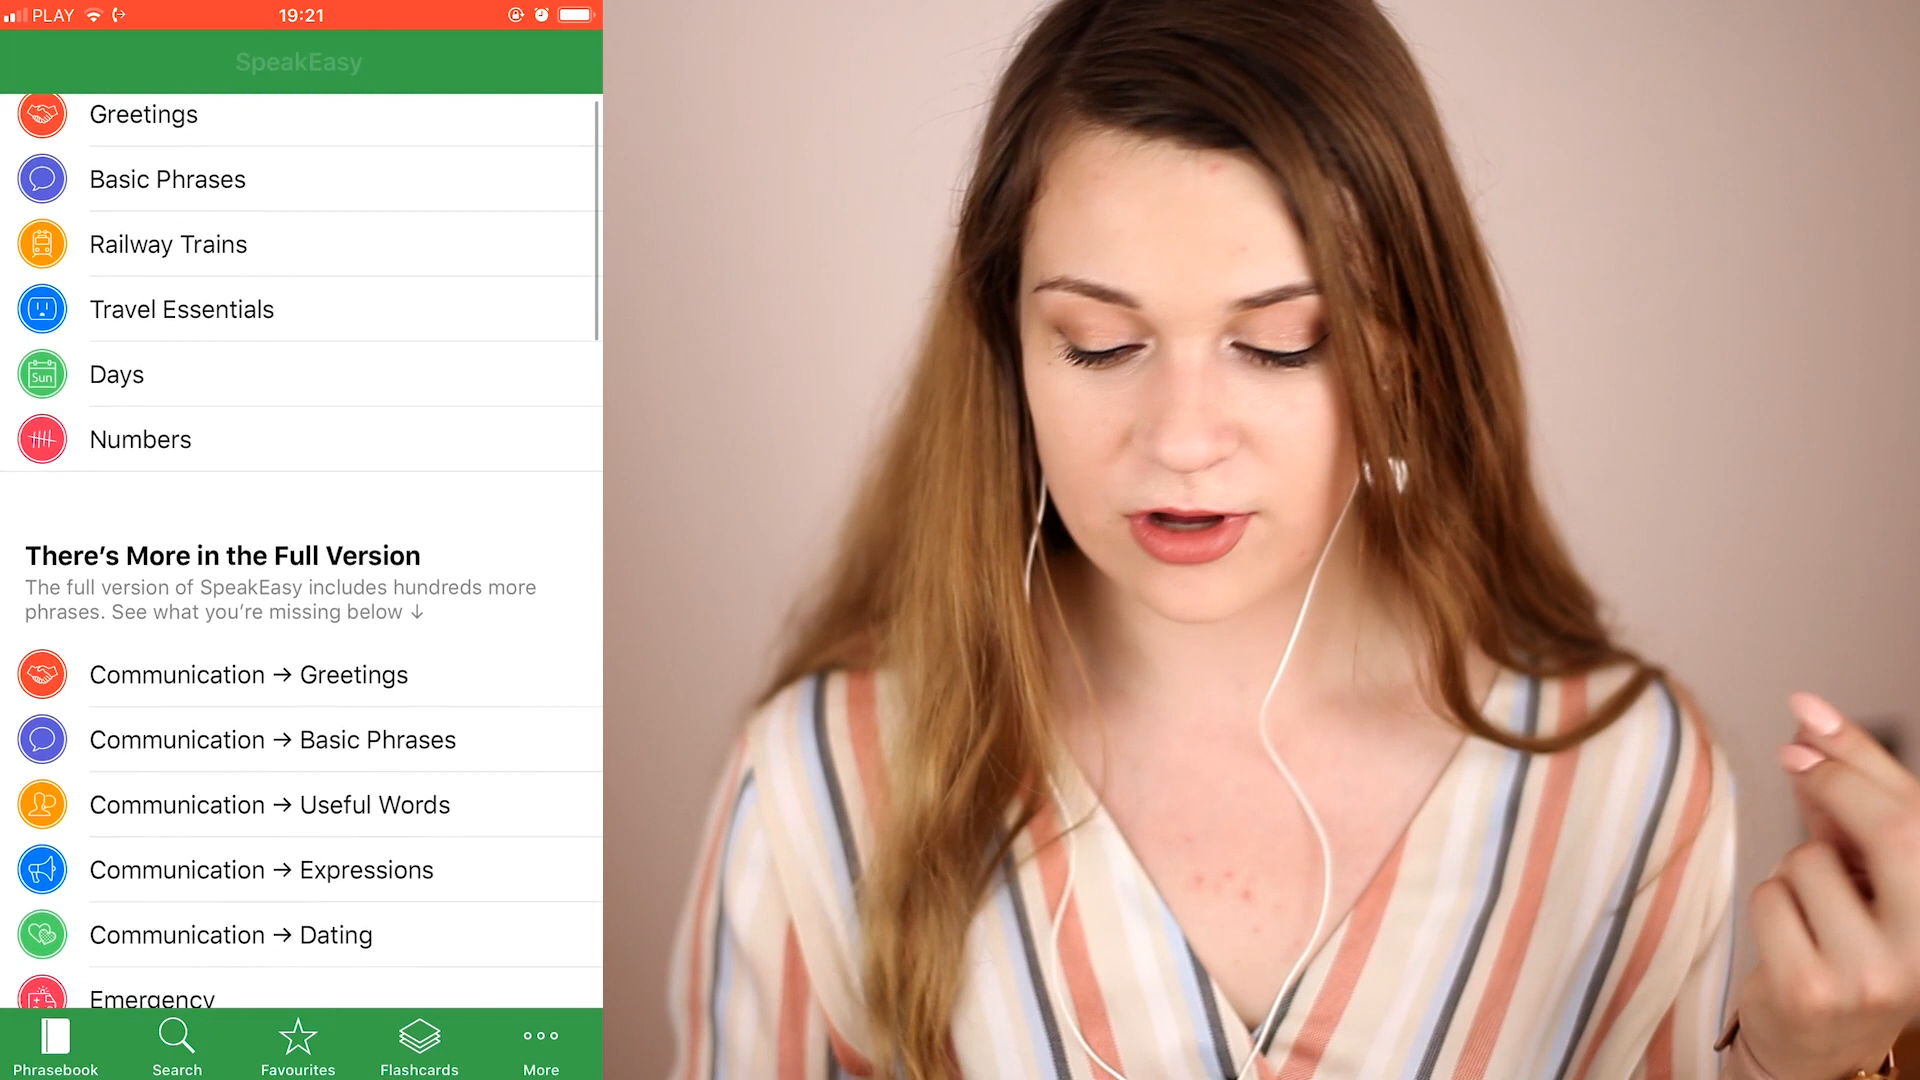 PLAY
19:21
SpeakEasy
Greetings
Basic Phrases
Railway Trains
Travel Essentials
Sun
Days
Numbers
There’s More in the Full Version
The full version of SpeakEasy includes hundreds more
phrases. See what you’re missing below ↓
Communication → Greetings
Communication → Basic Phrases
Communication → Useful Words
Communication → Expressions
Communication → Dating
Emergency
Phrasebook
Search
Favourites
Flashcards
More